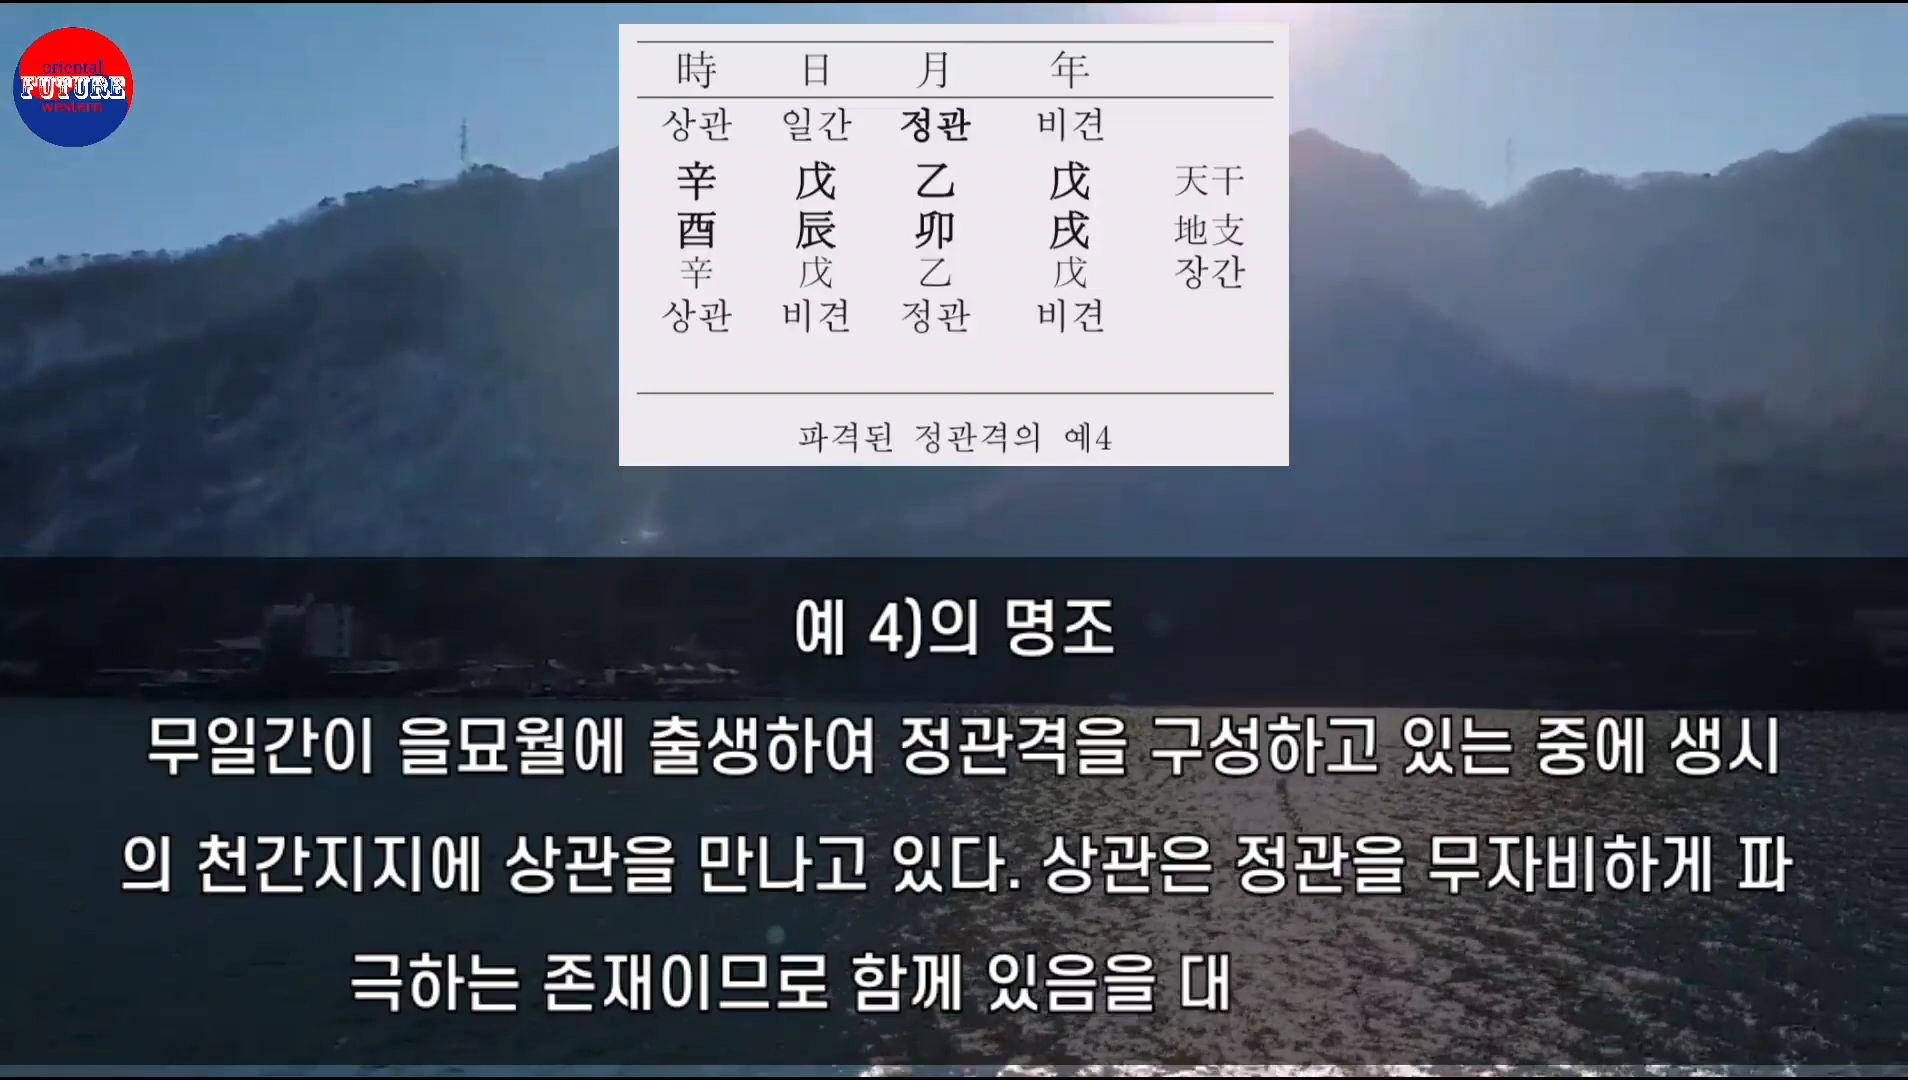 oriental
FUTURE
western
時 日 月 年
상관 일간 정관 비견
辛 戊 乙 戊 天干
酉 辰 卯 戌 地支
辛 戊 乙 戊 장간
상관 비견 정관 비견
파격된 정관격의 예4
예 4)의 명조
무일간이 을묘월에 출생하여 정관격을 구성하고 있는 중에 생시
의 천간지지에 상관을 만나고 있다. 상관은 정관을 무자비하게 파
극하는 존재이므로 함께 있음을 대